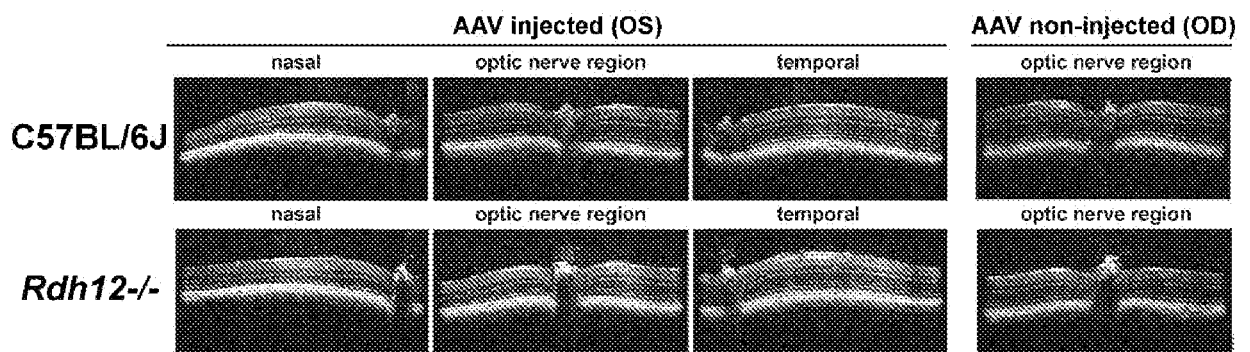 AAV injected (OS) AAV non-injected (OD)
nasal optic nerve region temporal optic nerve region
C57BL/6J
nasal optic nerve region temporal optic nerve region
Rdh12-/-